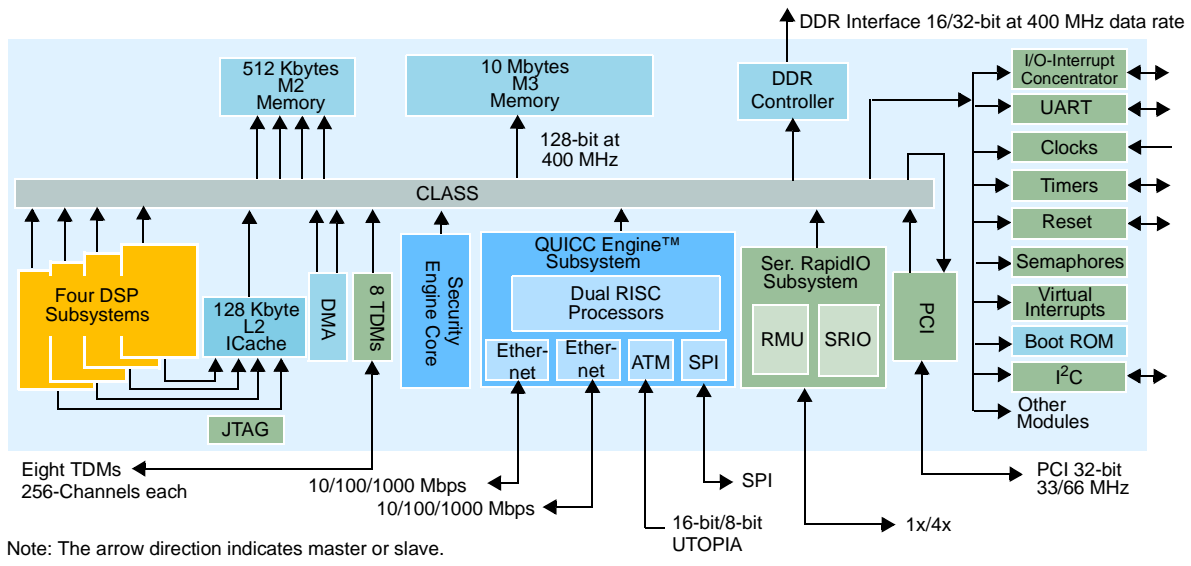 DDR Interface 16/32-bit at 400 MHz data rate
512 Kbytes
M2
Memory
10 Mbytes
M3
Memory
DDR
Controller
I/O-Interrupt
Concentrator
UART
128-bit at
400 MHz
Clocks
CLASS
Timers
Reset
Semaphores
Virtual
Interrupts
Boot ROM
I²C
Other
Modules
Four DSP
Subsystems
128 Kbyte
L2
ICache
DMA
8 TDMs
Security
Engine Core
QUICC Engine™
Subsystem
Dual RISC
Processors
Ether-
net
Ether-
net
ATM
SPI
Ser. RapidIO
Subsystem
RMU
SRIO
PCI
JTAG
Eight TDMs
256-Channels each
10/100/1000 Mbps
10/100/1000 Mbps
SPI
16-bit/8-bit
UTOPIA
1x/4x
PCI 32-bit
33/66 MHz
Note: The arrow direction indicates master or slave.